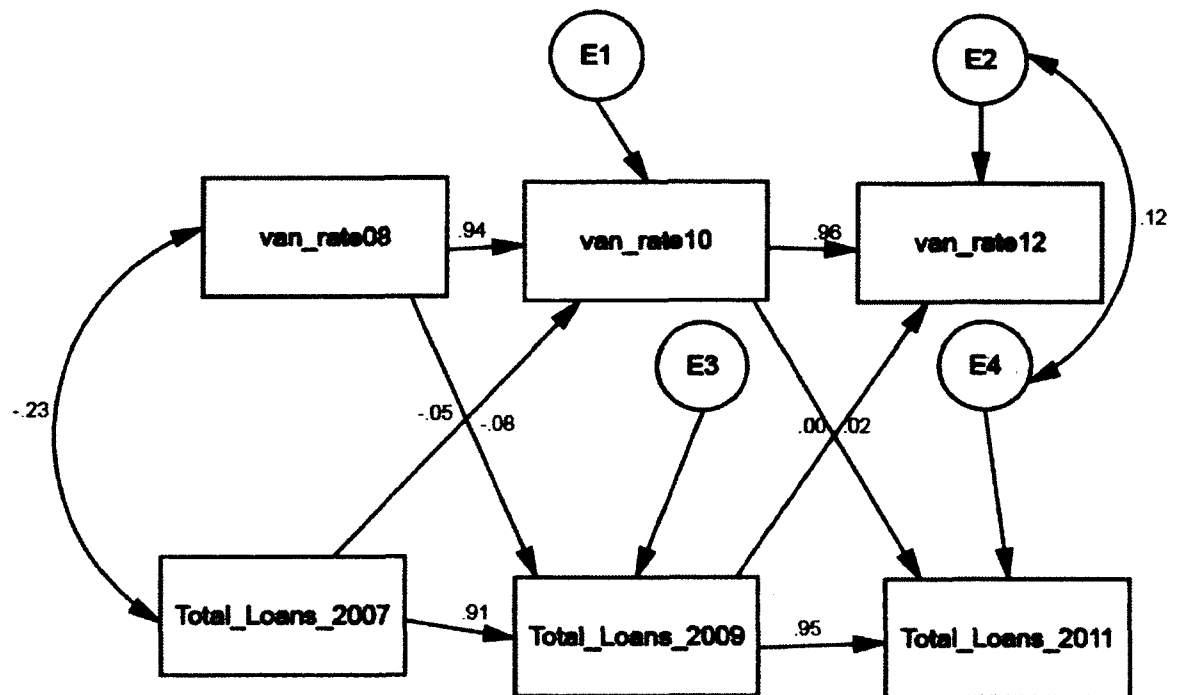 E1
E2
van_rate08
.94
van_rate10
.96
van_rate12
.12
E3
E4
-.23
-.05
-.08
.00
.02
Total_Loans_2007
.91
Total_Loans_2009
.95
Total_Loans_2011